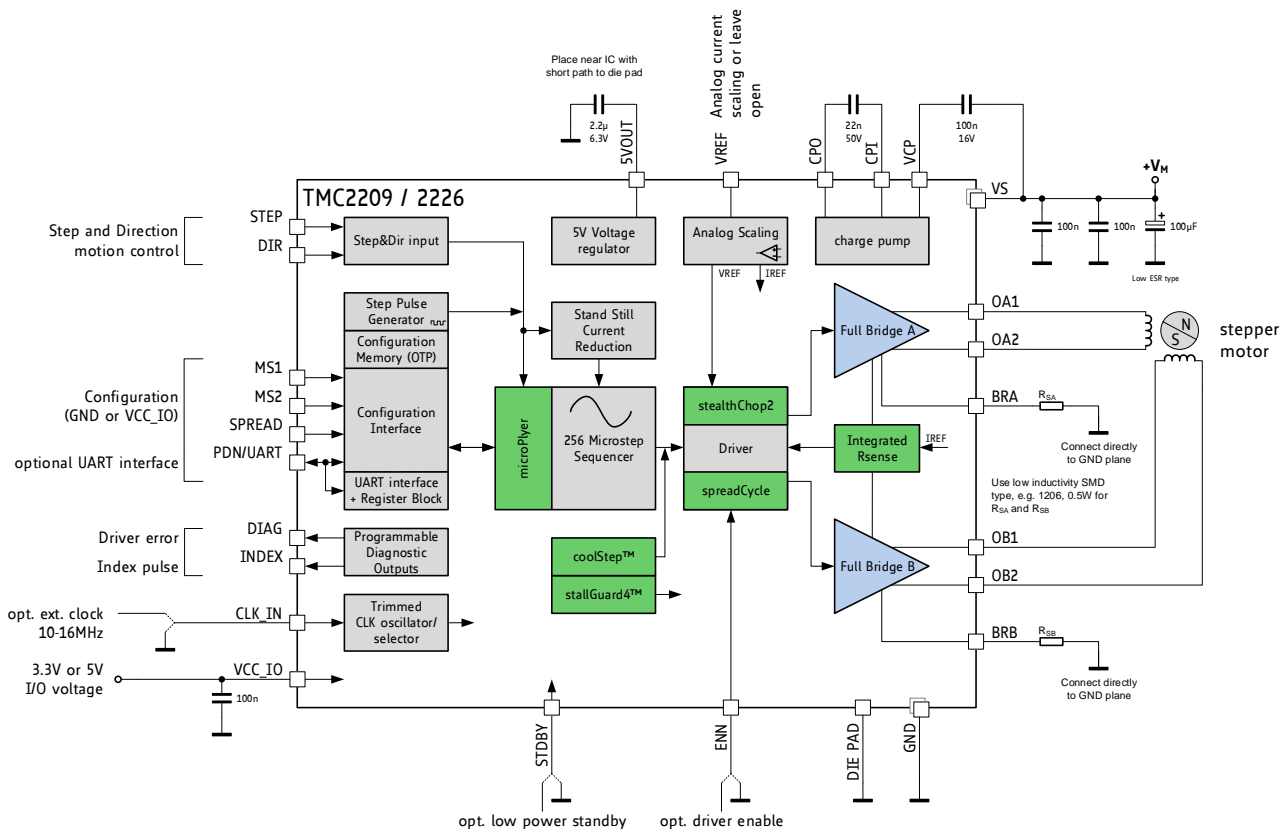 Place near IC with
short path to die pad
2.2µ
6.3V
5VOUT
Analog current
scaling or leave
open
VREF
CPO
22n
50V
CPI
VCP
100n
16V
+VM
VS
100n
100n
+
100µF
Low ESR type
TMC2209 / 2226
Step and Direction
motion control
STEP
DIR
Step&Dir input
5V Voltage
regulator
Analog Scaling
VREF
IREF
charge pump
Step Pulse
Generator
Configuration
Memory (OTP)
Stand Still
Current
Reduction
Full Bridge A
OA1
OA2
N
S
stepper
motor
Configuration
(GND or VCC_IO)
optional UART interface
MS1
MS2
SPREAD
PDN/UART
Configuration
Interface
UART interface
+ Register Block
microPlyer
256 Microstep
Sequencer
stealthChop2
Driver
spreadCycle
Integrated
Rsense
IREF
BRA
RSA
Connect directly
to GND plane
Use low inductivity SMD
type, e.g. 1206, 0.5W for
RSA and RSB
Driver error
Index pulse
DIAG
INDEX
Programmable
Diagnostic
Outputs
coolStep™
stallGuard4™
Full Bridge B
OB1
OB2
opt. ext. clock
10-16MHz
CLK_IN
Trimmed
CLK oscillator/
selector
BRB
RSB
Connect directly
to GND plane
3.3V or 5V
I/O voltage
VCC_IO
100n
STDBY
ENN
DIE PAD
GND
opt. low power standby
opt. driver enable